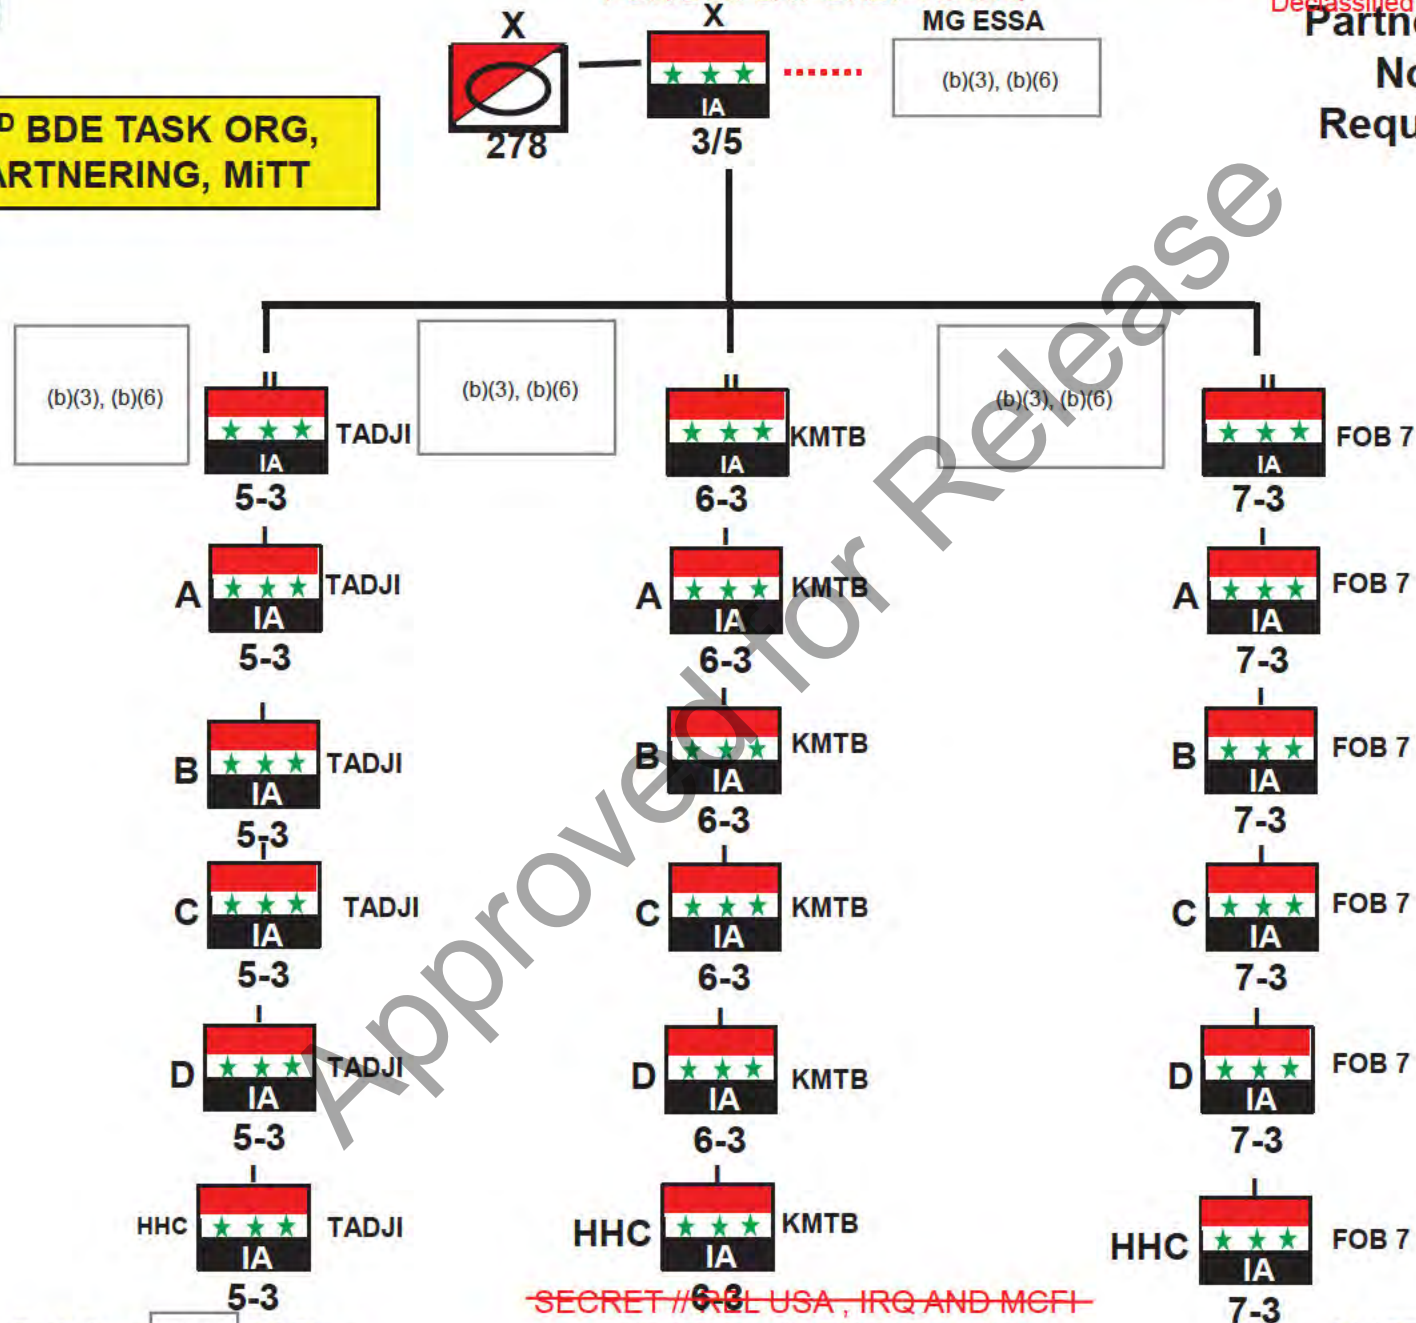 Declassified
X
X
MG ESSA
Partne
No
Requ
(b)(3), (b)(6)
IA
278
3/5
D BDE TASK ORG,
ARTNERING, MiTT
(b)(3), (b)(6)
II
IA
TADJI
5-3
(b)(3), (b)(6)
II
IA
KMTB
6-3
(b)(3), (b)(6)
II
IA
FOB 7
7-3
I
A
IA
TADJI
5-3
I
A
IA
KMTB
6-3
I
A
IA
FOB 7
7-3
I
B
IA
TADJI
5-3
I
B
IA
KMTB
6-3
I
B
IA
FOB 7
7-3
I
C
IA
TADJI
5-3
I
C
IA
KMTB
6-3
I
C
IA
FOB 7
7-3
I
D
IA
TADJI
5-3
I
D
IA
KMTB
6-3
I
D
IA
FOB 7
7-3
I
HHC
IA
TADJI
5-3
I
HHC
IA
KMTB
6-3
I
HHC
IA
FOB 7
7-3
SECRET // REL USA , IRQ AND MCFI
Approved for Release